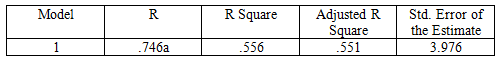 Model R R Square Adjusted R Square Std. Error of the Estimate
1 .746a .556 .551 3.976